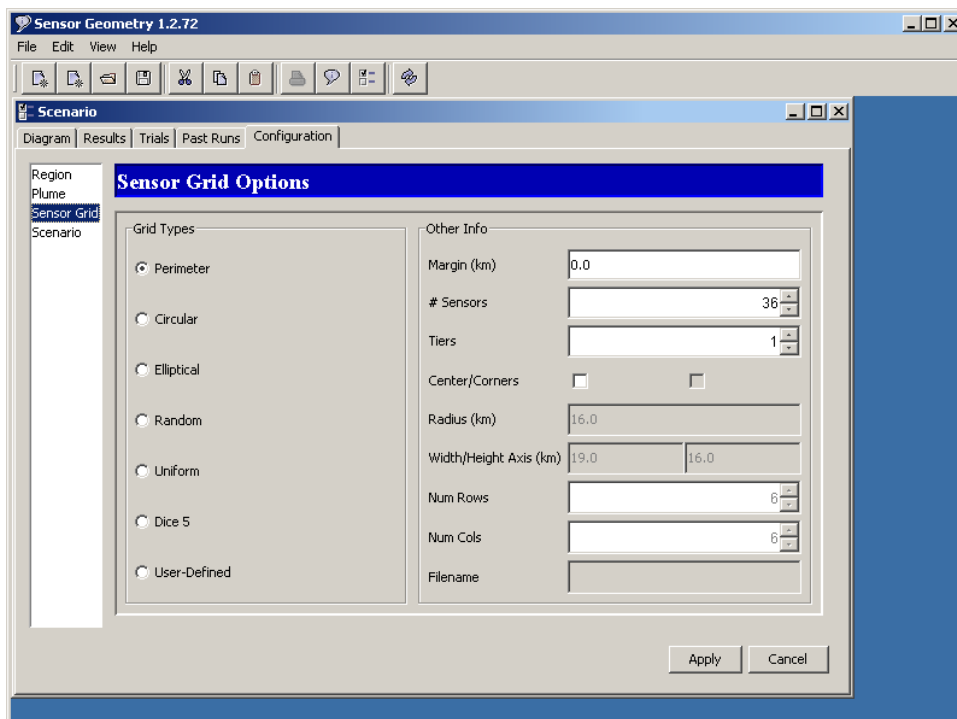 Sensor Geometry 1.2.72
File Edit View Help
Scenario
Diagram Results Trials Past Runs Configuration
Region
Plume
Sensor Grid
Scenario
Sensor Grid Options
Grid Types
Perimeter
Circular
Elliptical
Random
Uniform
Dice 5
User-Defined
Other Info
Margin (km) 0.0
# Sensors 36
Tiers 1
Center/Corners
Radius (km) 16.0
Width/Height Axis (km) 19.0 16.0
Num Rows 6
Num Cols 6
Filename
Apply Cancel